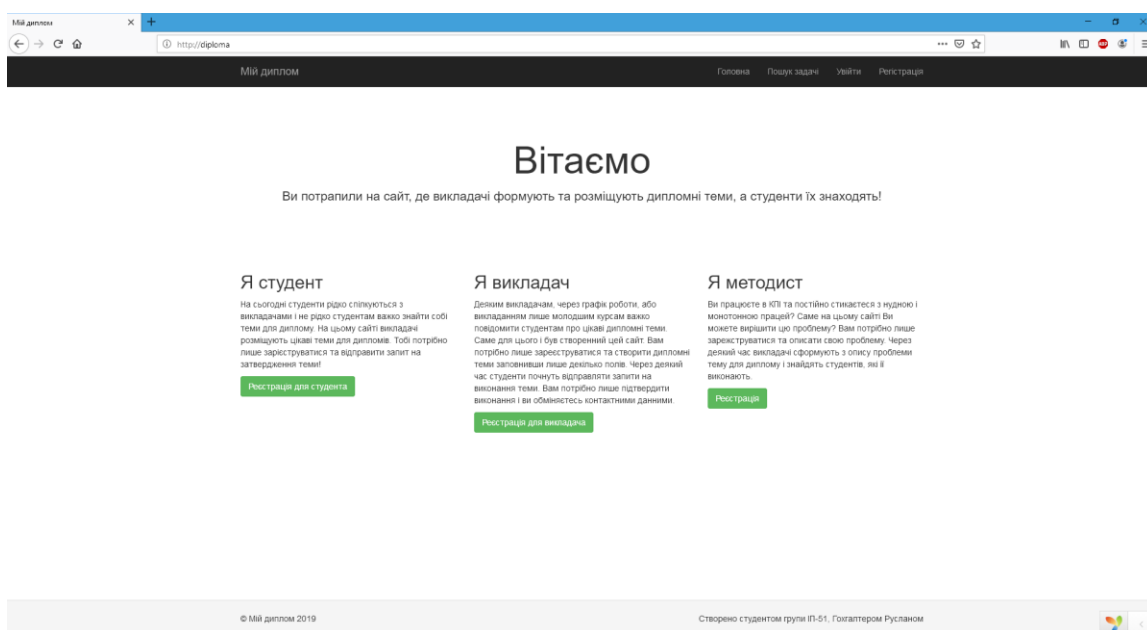 Мій диплом
http://diploma
Мій диплом
Головна Пошук задачі Увійти Регістрація
Вітаємо
Ви потрапили на сайт, де викладачі формують та розміщують дипломні теми, а студенти їх знаходять!
Я студент
На сьогодні студенти рідко спілкуються з
викладачами і не рідко студентам важко знайти собі
теми для диплому. На цьому сайті викладачі
розміщують цікаві теми для дипломів. Тобі потрібно
лише зарієструватися та відправити запит на
затвердження теми!
Реєстрація для студента
Я викладач
Деяким викладачам, через графік роботи, або
викладанням лише молодшим курсам важко
повідомити студентам про цікаві дипломні теми.
Саме для цього і був створенний цей сайт. Вам
потрібно лише зареєструватися та створити дипломні
теми заповнивши лише декілько полів. Через деякий
час студенти почнуть відправляти запити на
виконання теми. Вам потрібно лише підтвердити
виконання і ви обміняєтесь контактними данними.
Реєстрація для викладача
Я методист
Ви працюєте в КПІ та постійно стикаєтеся з нудною і
монотонною працей? Саме на цьому сайті Ви
можете вирішити цю проблему? Вам потрібно лише
зарежструватися та описати свою проблему. Через
деякий час викладачі сформують з опису проблеми
тему для диплому і знайдять студентів, які її
виконають.
Реєстрація
© Мій диплом 2019
Створено студентом групи ІП-51, Гохгалтером Русланом